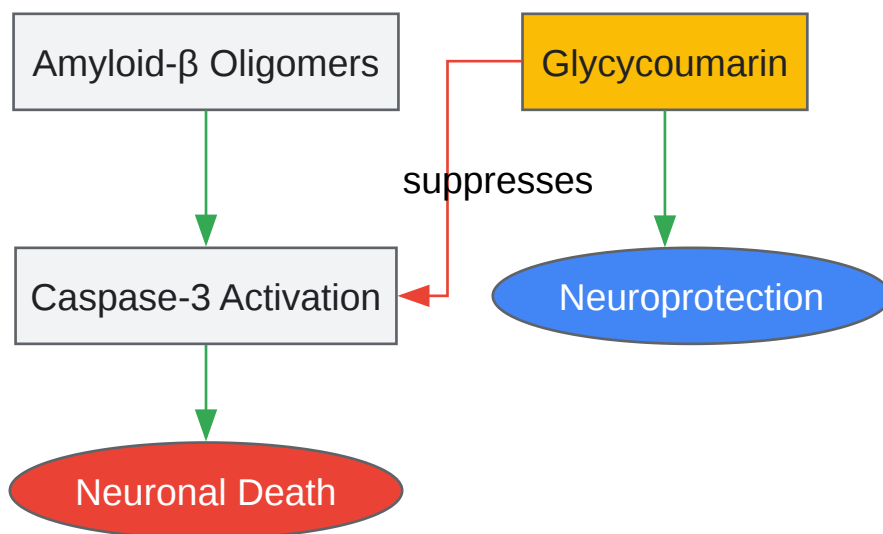 Amyloid-β Oligomers
Glycycoumarin
suppresses
Caspase-3 Activation
Neuroprotection
Neuronal Death